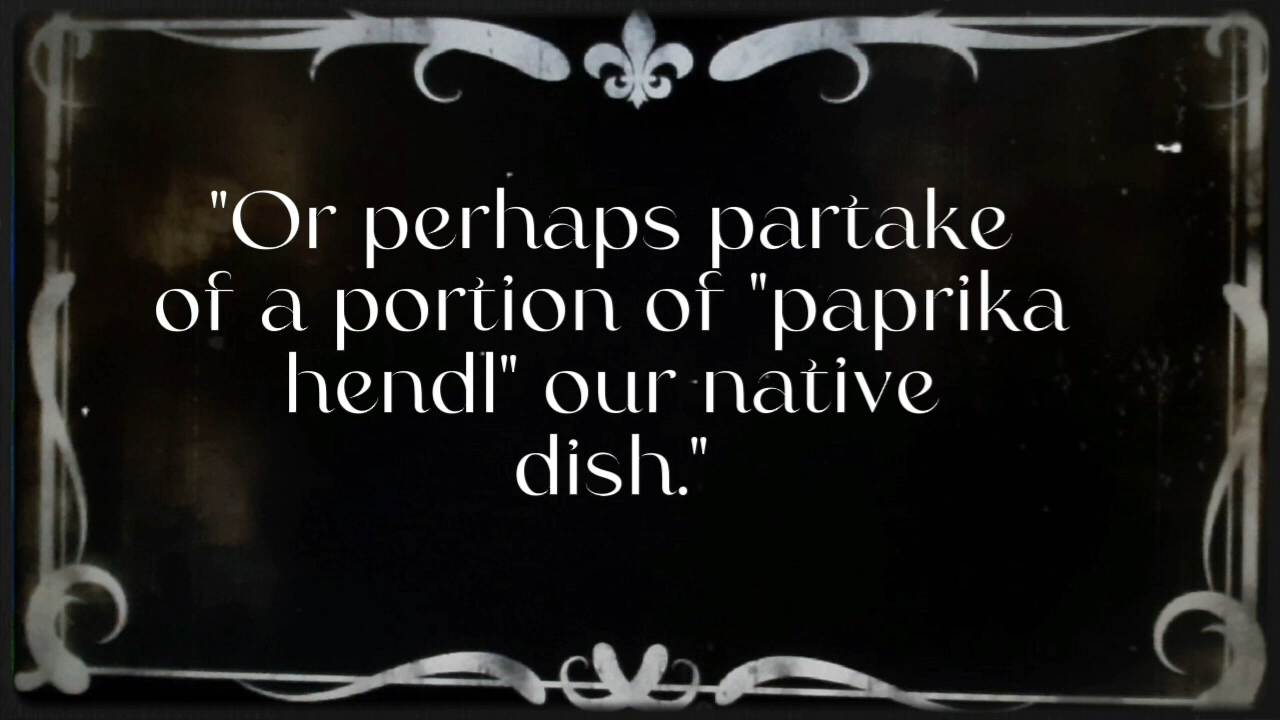 "Or perhaps partake
of a portion of "paprika
hendl" our native
dish."